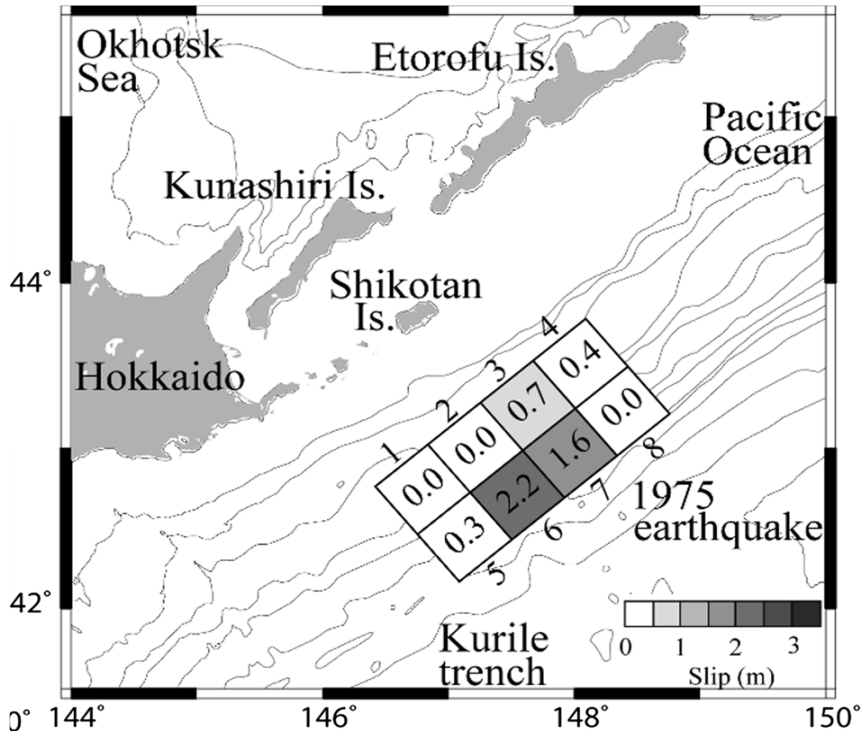 Okhotsk
Sea
Etorofu Is.
Pacific
Ocean
Kunashiri Is.
44°
Shikotan
Is.
Hokkaido
1
2
3
4
0.0
0.0
0.7
0.4
0.3
2.2
1.6
0.0
5
6
7
8
1975
earthquake
42°
Kurile
trench
0 1 2 3
Slip (m)
0° 144° 146° 148° 150°